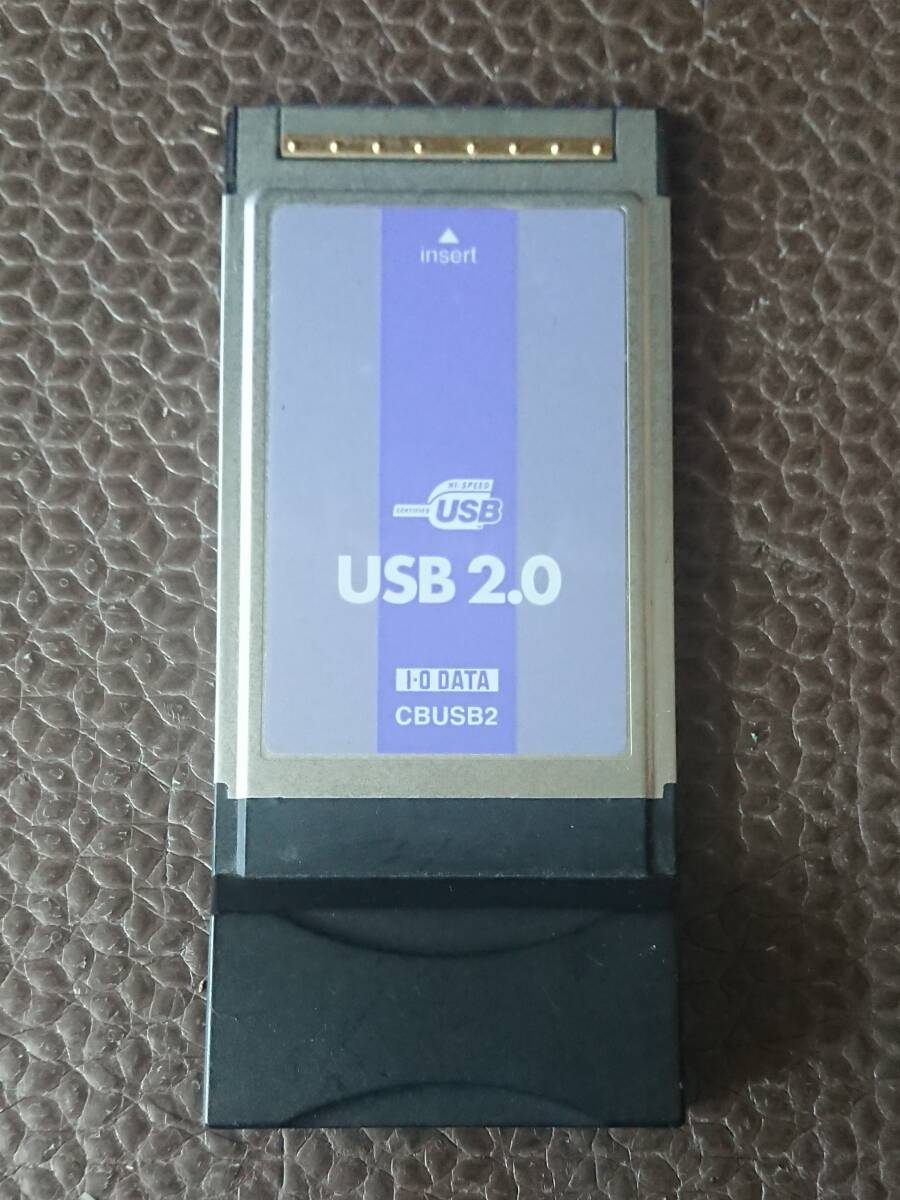 insert
HI-SPEED
CERTIFIED USB
USB 2.0
I·O DATA
CBUSB2